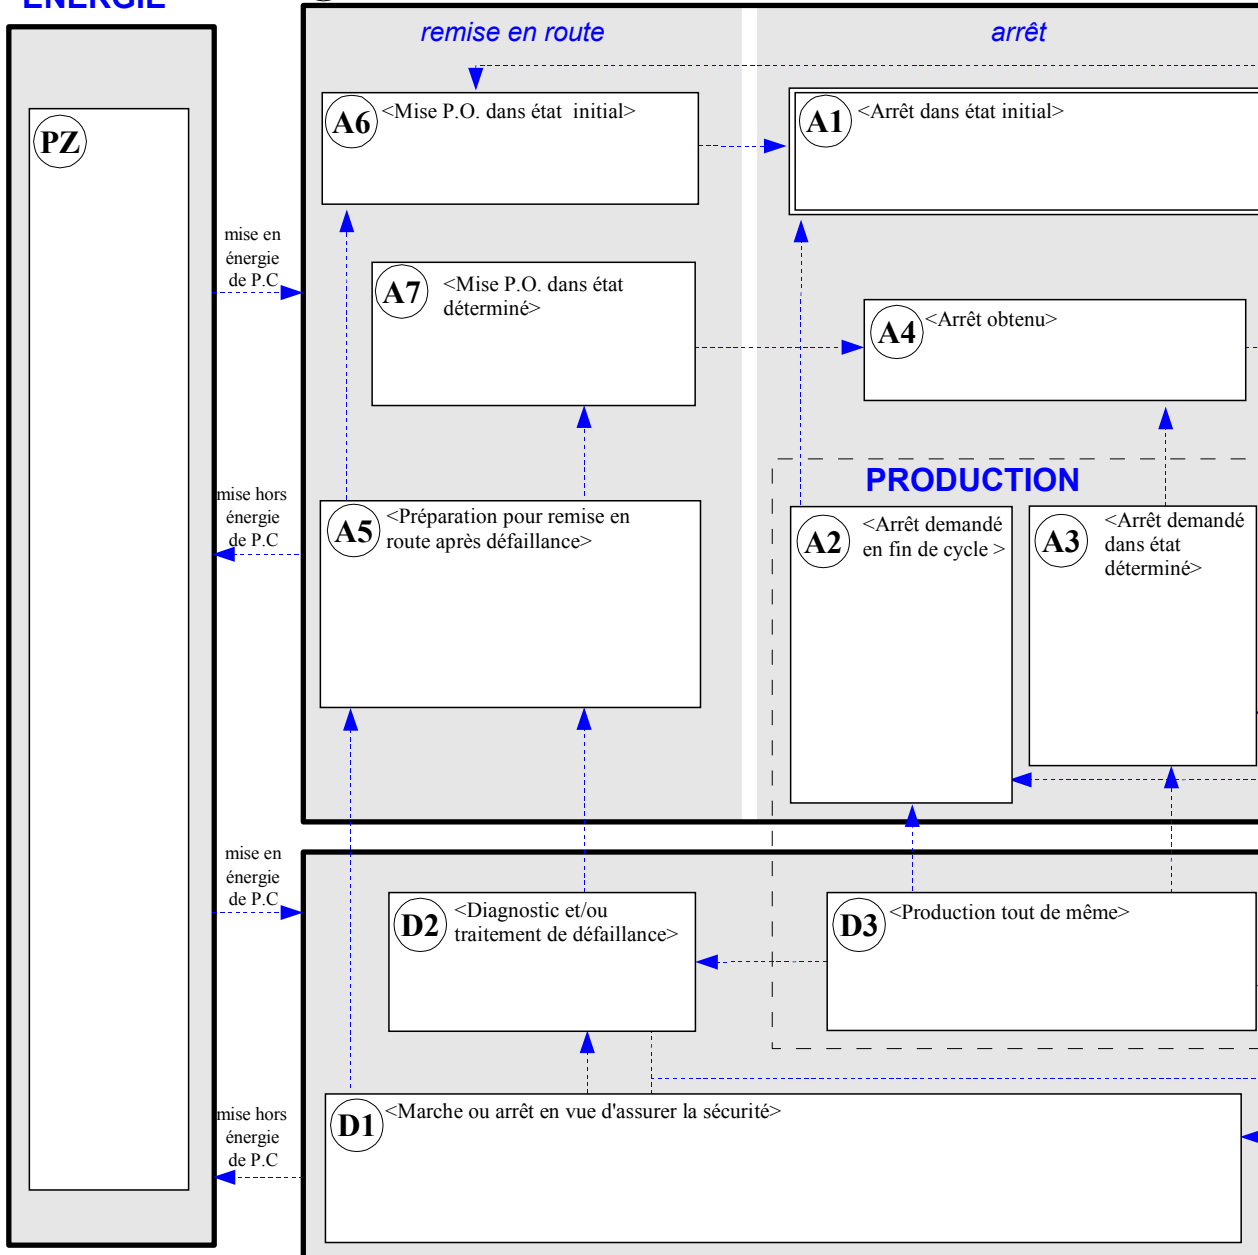 ENERGIE
remise en route
arrêt
PZ
A6
<Mise P.O. dans état initial>
A1
<Arrêt dans état initial>
mise en
énergie
de P.C
A7
<Mise P.O. dans état
déterminé>
A4
<Arrêt obtenu>
PRODUCTION
mise hors
énergie
de P.C
A5
<Préparation pour remise en
route après défaillance>
A2
<Arrêt demandé
en fin de cycle >
A3
<Arrêt demandé
dans état
déterminé>
mise en
énergie
de P.C
D2
<Diagnostic et/ou
traitement de défaillance>
D3
<Production tout de même>
mise hors
énergie
de P.C
D1
<Marche ou arrêt en vue d'assurer la sécurité>